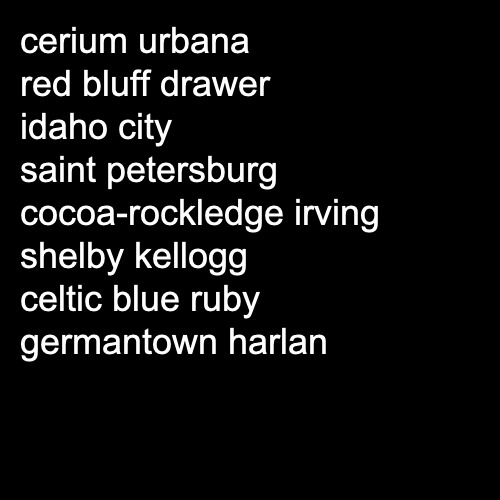 cerium urbana
red bluff drawer
idaho city
saint petersburg
cocoa-rockledge irving
shelby kellogg
celtic blue ruby
germantown harlan